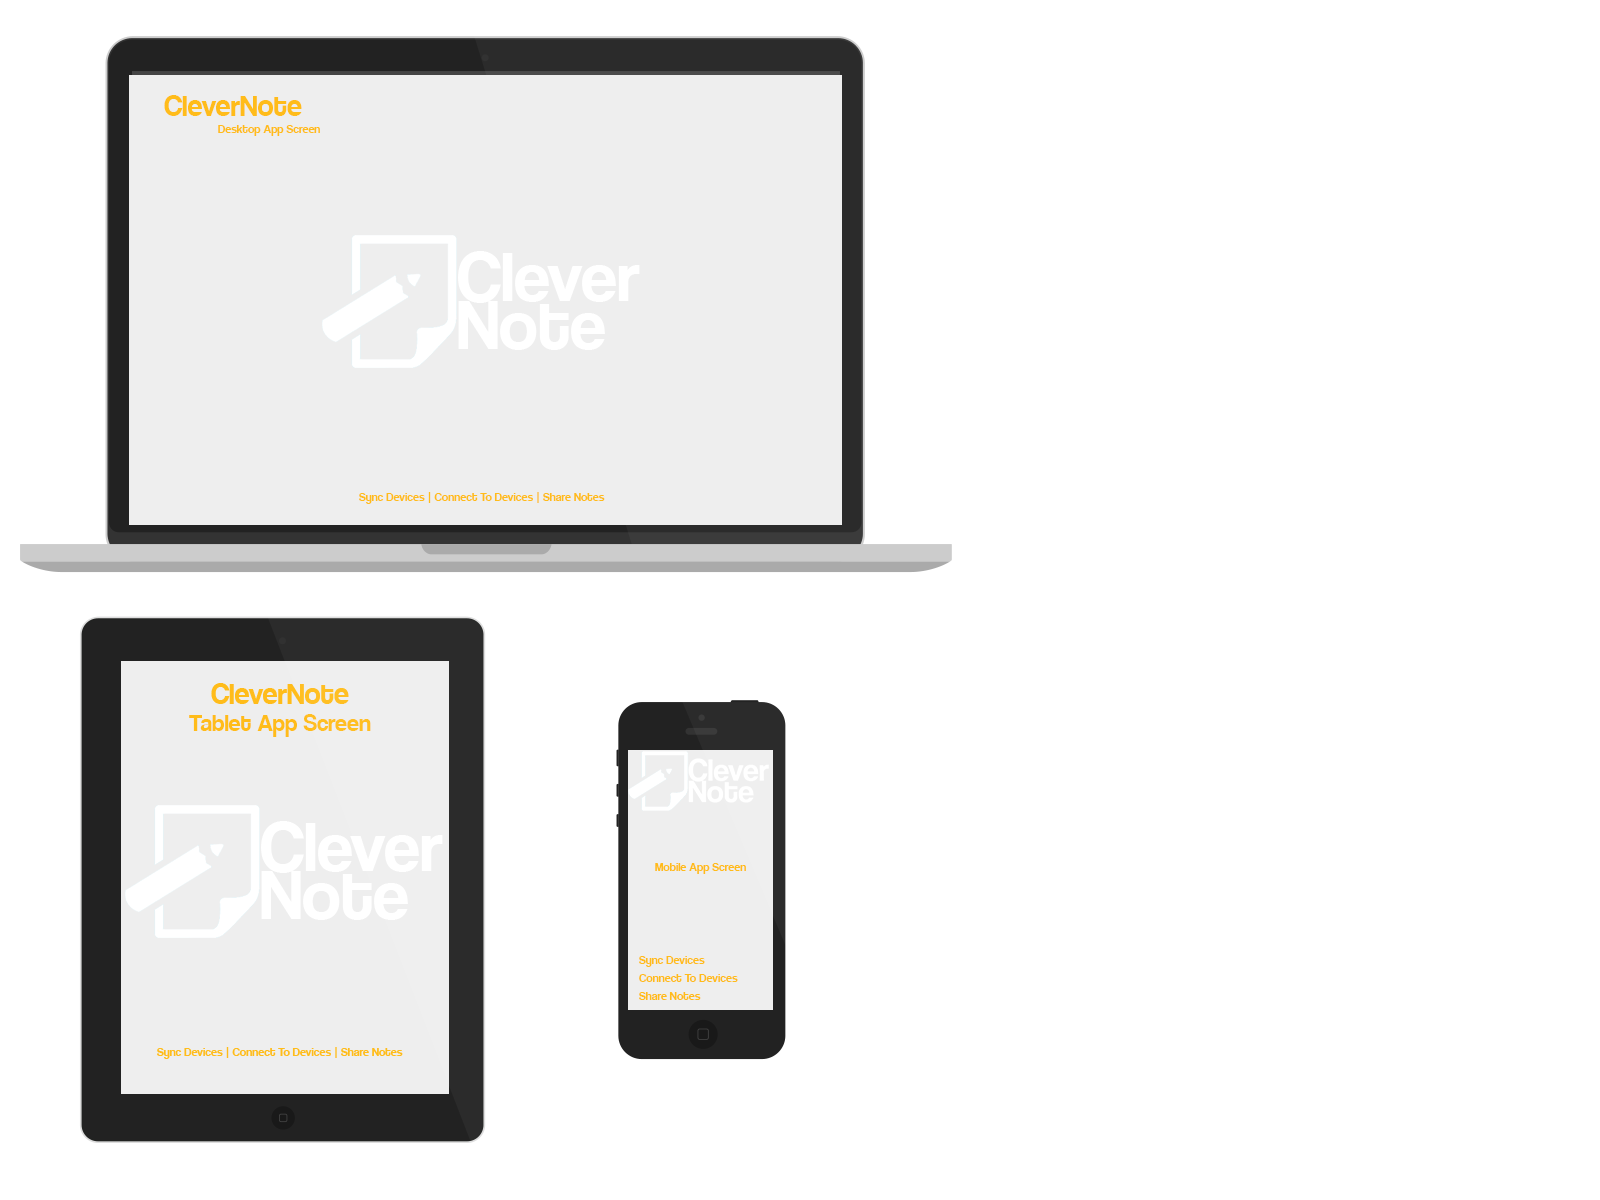 CleverNote
Desktop App Screen
Clever
Note
Sync Devices | Connect To Devices | Share Notes
CleverNote
Tablet App Screen
Clever
Note
Sync Devices | Connect To Devices | Share Notes
Clever
Note
Mobile App Screen
Sync Devices
Connect To Devices
Share Notes